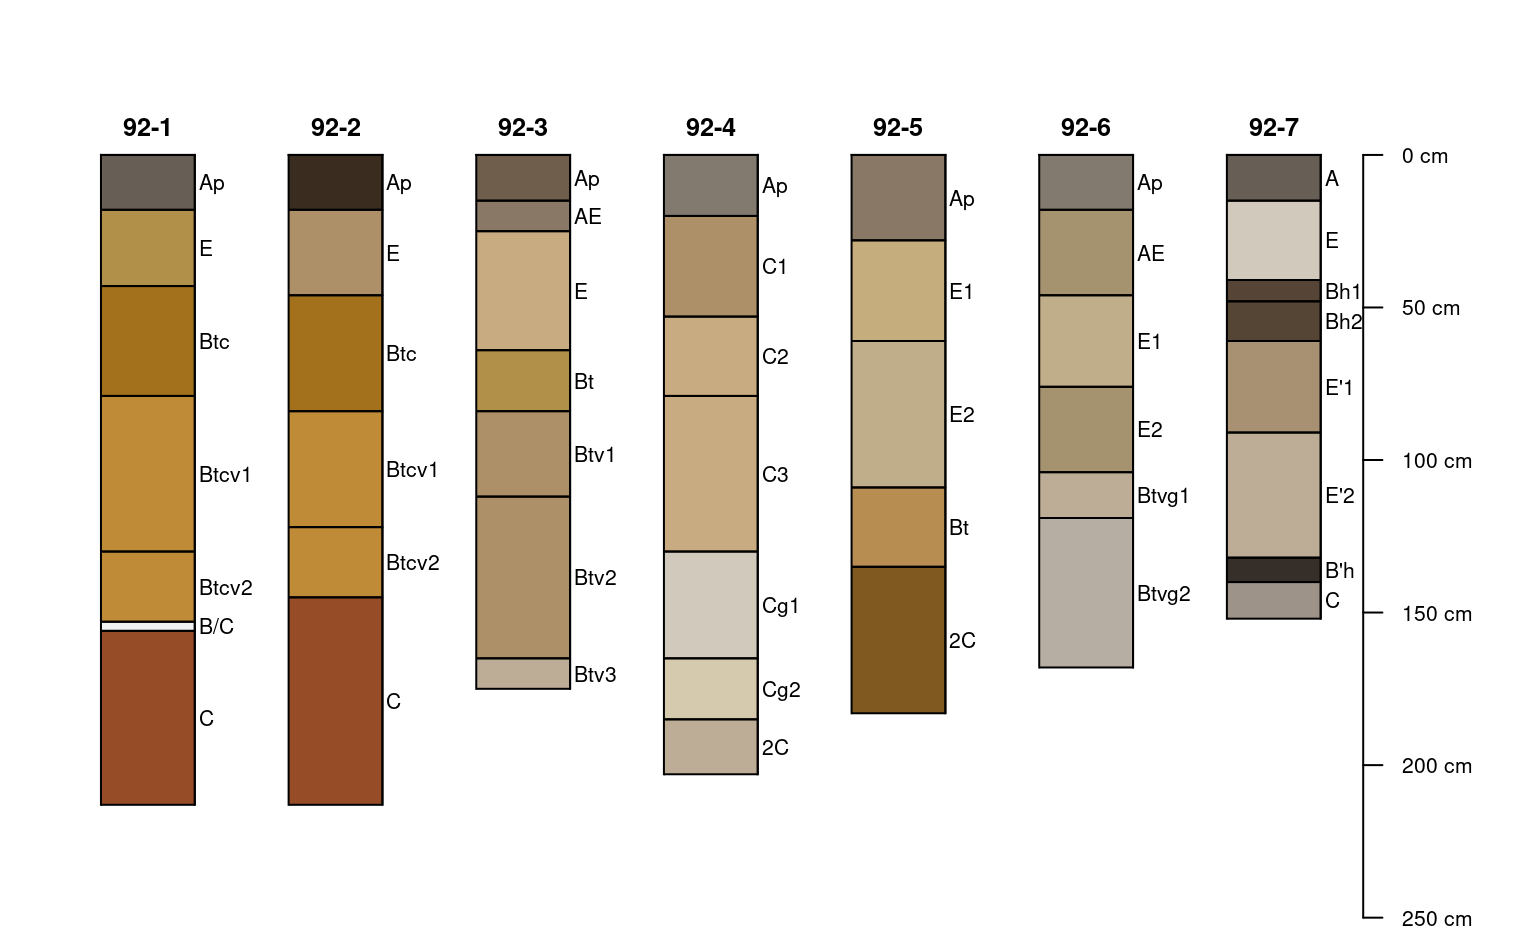 92-1 92-2 92-3 92-4 92-5 92-6 92-7
Ap
E
Btc
Btcv1
Btcv2
B/C
C
Ap
E
Btc
Btcv1
Btcv2
C
Ap
AE
E
Bt
Btv1
Btv2
Btv3
Ap
C1
C2
C3
Cg1
Cg2
2C
Ap
E1
E2
Bt
2C
Ap
AE
E1
E2
Btvg1
Btvg2
A
E
Bh1
Bh2
E'1
E'2
B'h
C
0 cm
50 cm
100 cm
150 cm
200 cm
250 cm